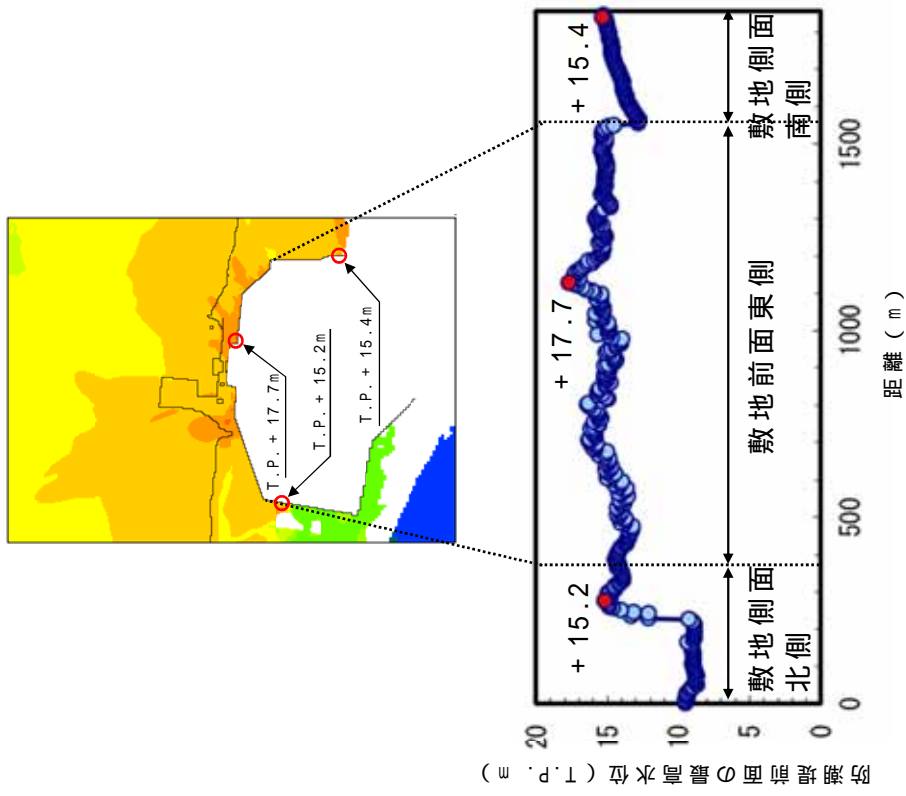 T.P.+17.7m
T.P.+15.2m
T.P.+15.4m
防潮堤前面の最高水位(T.P. m)
20
15
10
5
0
+15.2
+17.7
+15.4
敷地側面
北側
敷地前面東側
敷地側面
南側
0
500
1000
1500
距離(m)